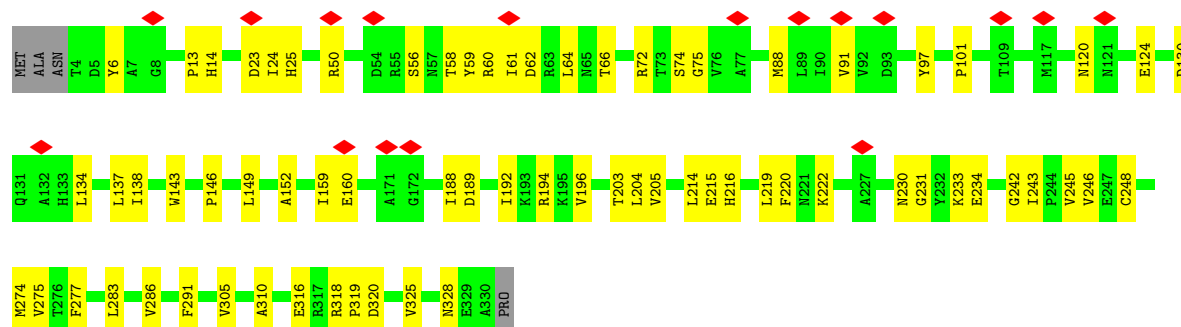 MET ALA ASN T4 D5 Y6 A7 G8 P13 H14 D23 I24 H25 R50 D54 R55 S56 N57 T58 Y59 R60 I61 D62 R63 L64 N65 T66 R72 T73 S74 G75 V76 A77 M88 L89 I90 V91 V92 D93 Y97 P101 T109 M117 N120 N121 E124
Q131 A132 H133 L134 L137 I138 W143 P146 L149 A152 I159 E160 A171 G172 I188 D189 I192 K193 R194 K195 V196 T203 L204 V205 L214 E215 H216 L219 F220 N221 K222 A227 N230 G231 Y232 K233 E234 G242 I243 P244 V245 V246 E247 C248
M274 V275 T276 F277 L283 V286 F291 V305 A310 E316 R317 R318 P319 D320 V325 N328 E329 A330 PRO